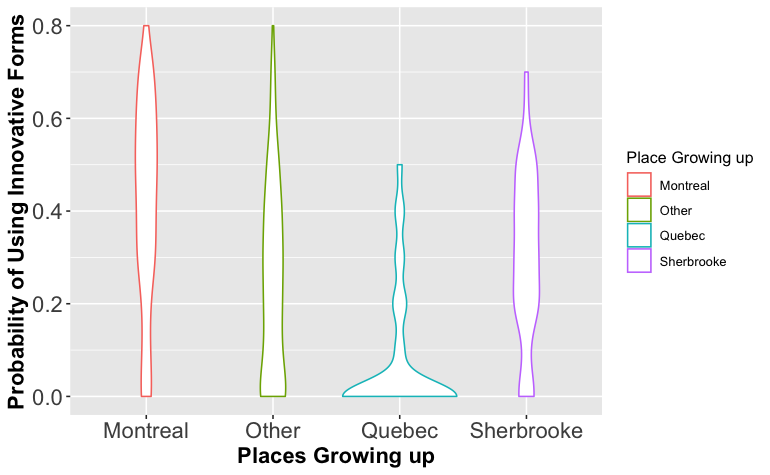 Probability of Using Innovative Forms
0.8
0.6
0.4
0.2
0.0
Montreal Other Quebec Sherbrooke
Places Growing up
Place Growing up
Montreal
Other
Quebec
Sherbrooke